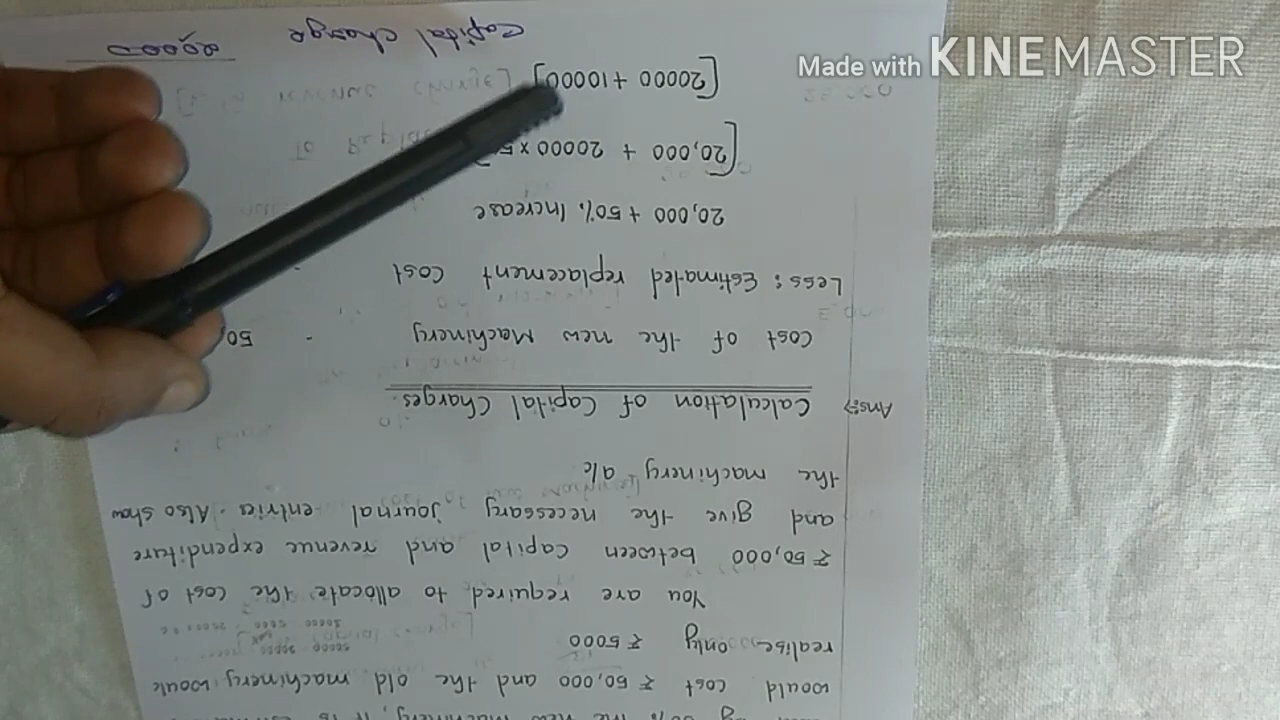 Made with KINEMASTER
would cost ₹ 50,000 and the old machinery would
realise only ₹ 5000
You are required to allocate the cost of
₹ 50,000 between capital and revenue expenditure
and give the necessary journal entries. Also show
the machinery a/c
Ans:⇒ Calculation of Capital Charges.
Cost of the new Machinery - 50,
Less: Estimated replacement cost
20,000 + 50% Increase
[20,000 + 20000 × 5
[20000 + 10000]
Capital Charge 20,000